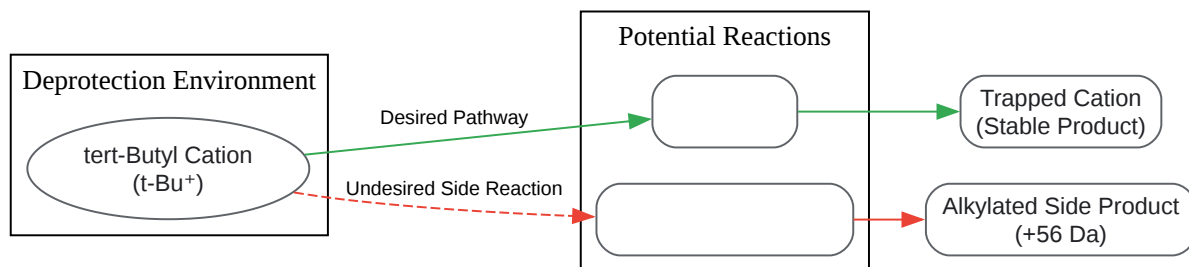 Deprotection Environment
tert-Butyl Cation
(t-Bu⁺)
Desired Pathway
Undesired Side Reaction
Potential Reactions
Trapped Cation
(Stable Product)
Alkylated Side Product
(+56 Da)